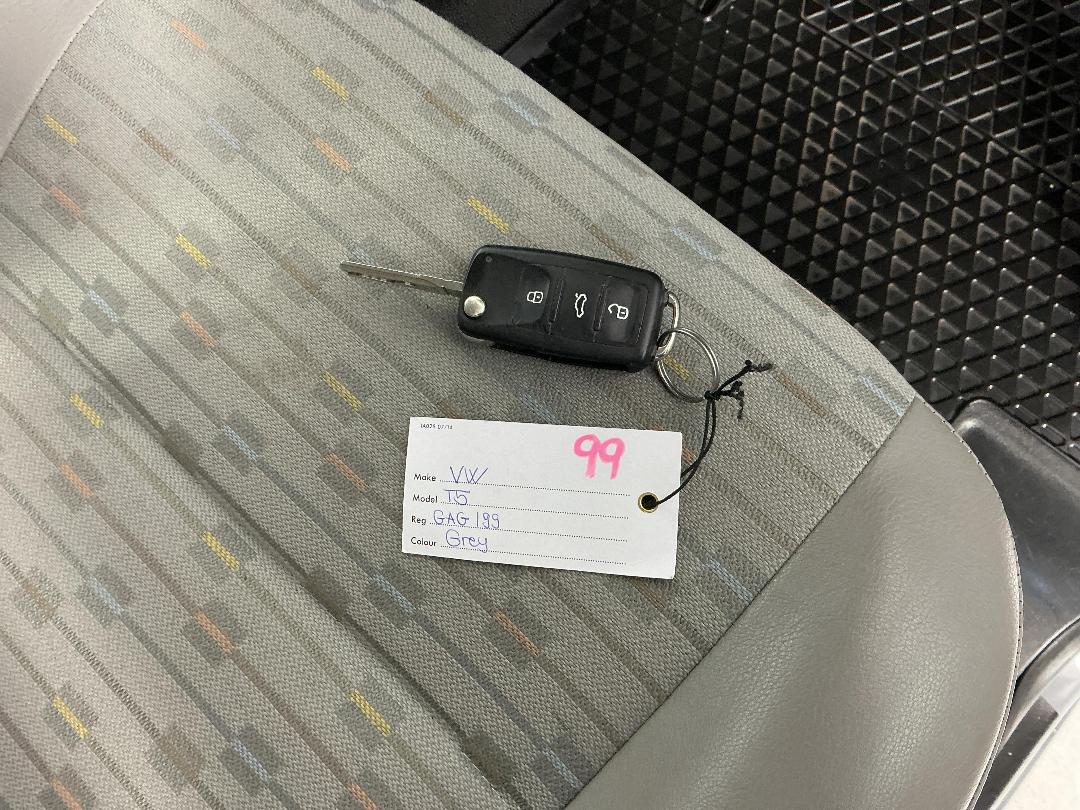 99
Make VW
Model T5
Reg GAG 199
Colour Grey